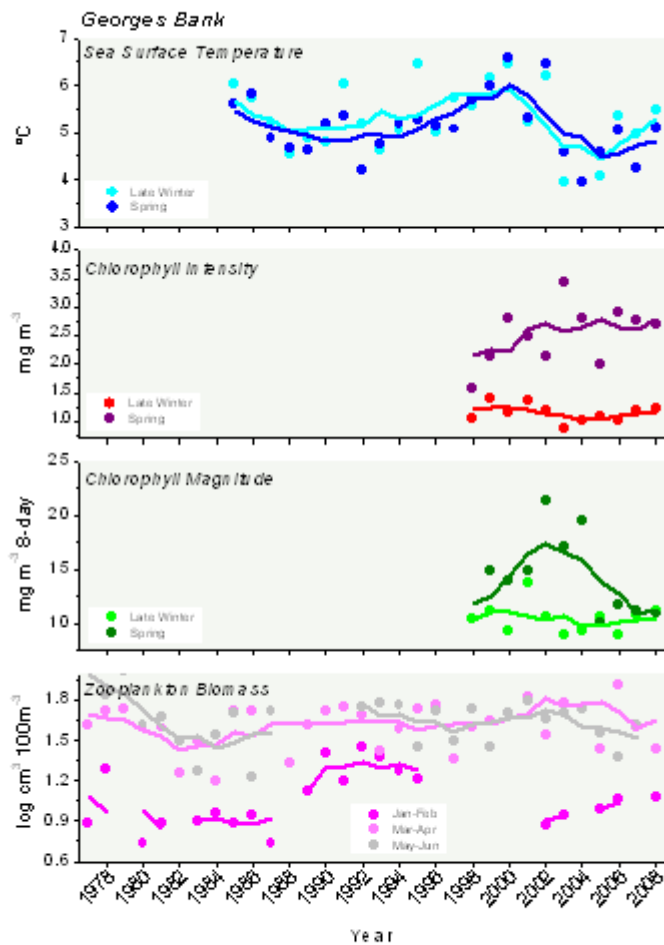 Georges Bank
Sea Surface Temperature
7
6
5
4
3
ºC
Late Winter
Spring
Chlorophyll Intensity
4.0
3.5
3.0
2.5
2.0
1.5
1.0
mg m⁻³
Late Winter
Spring
Chlorophyll Magnitude
25
20
15
10
mg m⁻³ 8-day
Late Winter
Spring
Zooplankton Biomass
1.8
1.5
1.2
0.9
0.6
log cm³ 100m⁻³
Jan-Feb
Mar-Apr
May-Jun
1978 1980 1982 1984 1986 1988 1990 1992 1994 1996 1998 2000 2002 2004 2006 2008
Year